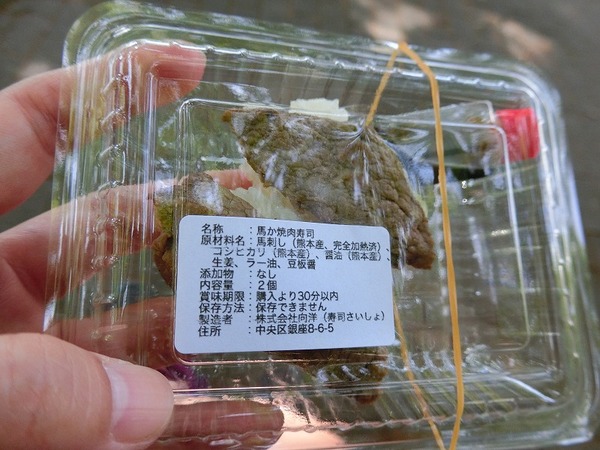 名称　　：馬か焼肉寿司
原材料名：馬刺し（熊本産、完全加熱済）、
コシヒカリ（熊本産）、醤油（熊本産）、
生姜、ラー油、豆板醤
添加物　：なし
内容量　：２個
賞味期限：購入より30分以内
保存方法：保存できません
製造者　：株式会社向洋（寿司さいしょ）
住所　　：中央区銀座8-6-5